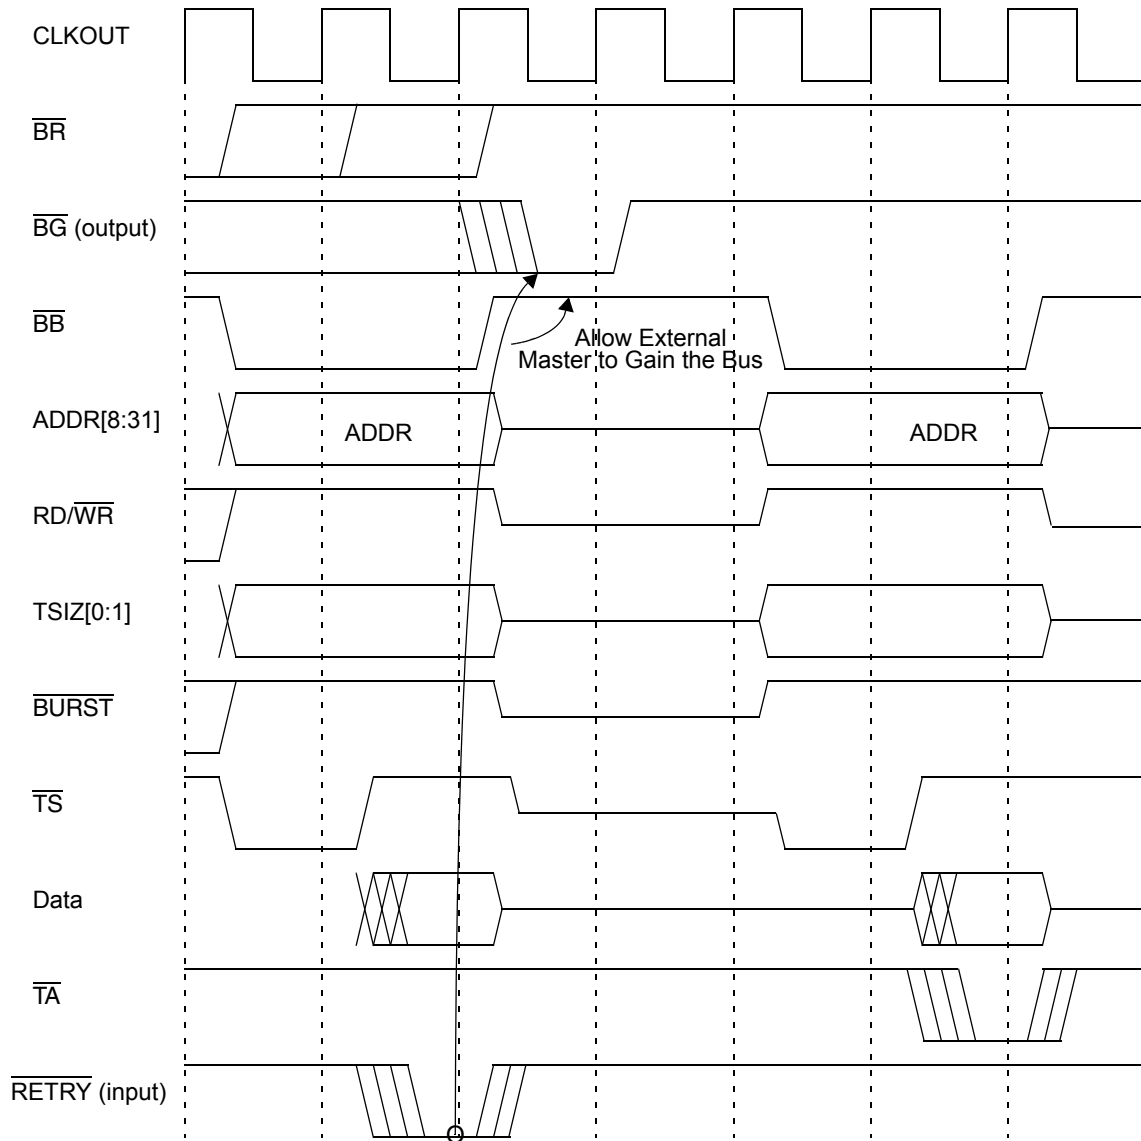 CLKOUT
BR
BG (output)
BB
Allow External
Master to Gain the Bus
ADDR[8:31]
ADDR
ADDR
RD/WR
TSIZ[0:1]
BURST
TS
Data
TA
RETRY (input)